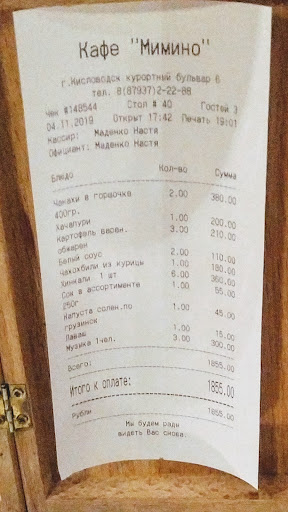 Кафе "Мимино"
г.Кисловодск курортный бульвар 6
тел. 8(87937)2-22-88
Чек #148544 Стол # 40 Гостей 3
04.11.2019 Открыт 17:42 Печать 19:01
Кассир: Маденко Настя
Официант: Маденко Настя
Блюдо Кол-во Сумма
Чанахи в горшочке 2.00 380.00
400гр.
Хачапури 1.00 200.00
Картофель варен. 3.00 210.00
обжарен
Белый соус 2.00 110.00
Чахохбили из курицы 1.00 180.00
Хинкали 1 шт 6.00 360.00
Сок в ассортименте 1.00 55.00
250г
Капуста солен.по 1.00 45.00
грузинск
Лаваш 1.00 15.00
Музыка 1чел. 3.00 300.00
Всего: 1855.00
Итого к оплате: 1855.00
Рубли 1855.00
Мы будем рады
видеть Вас снова.